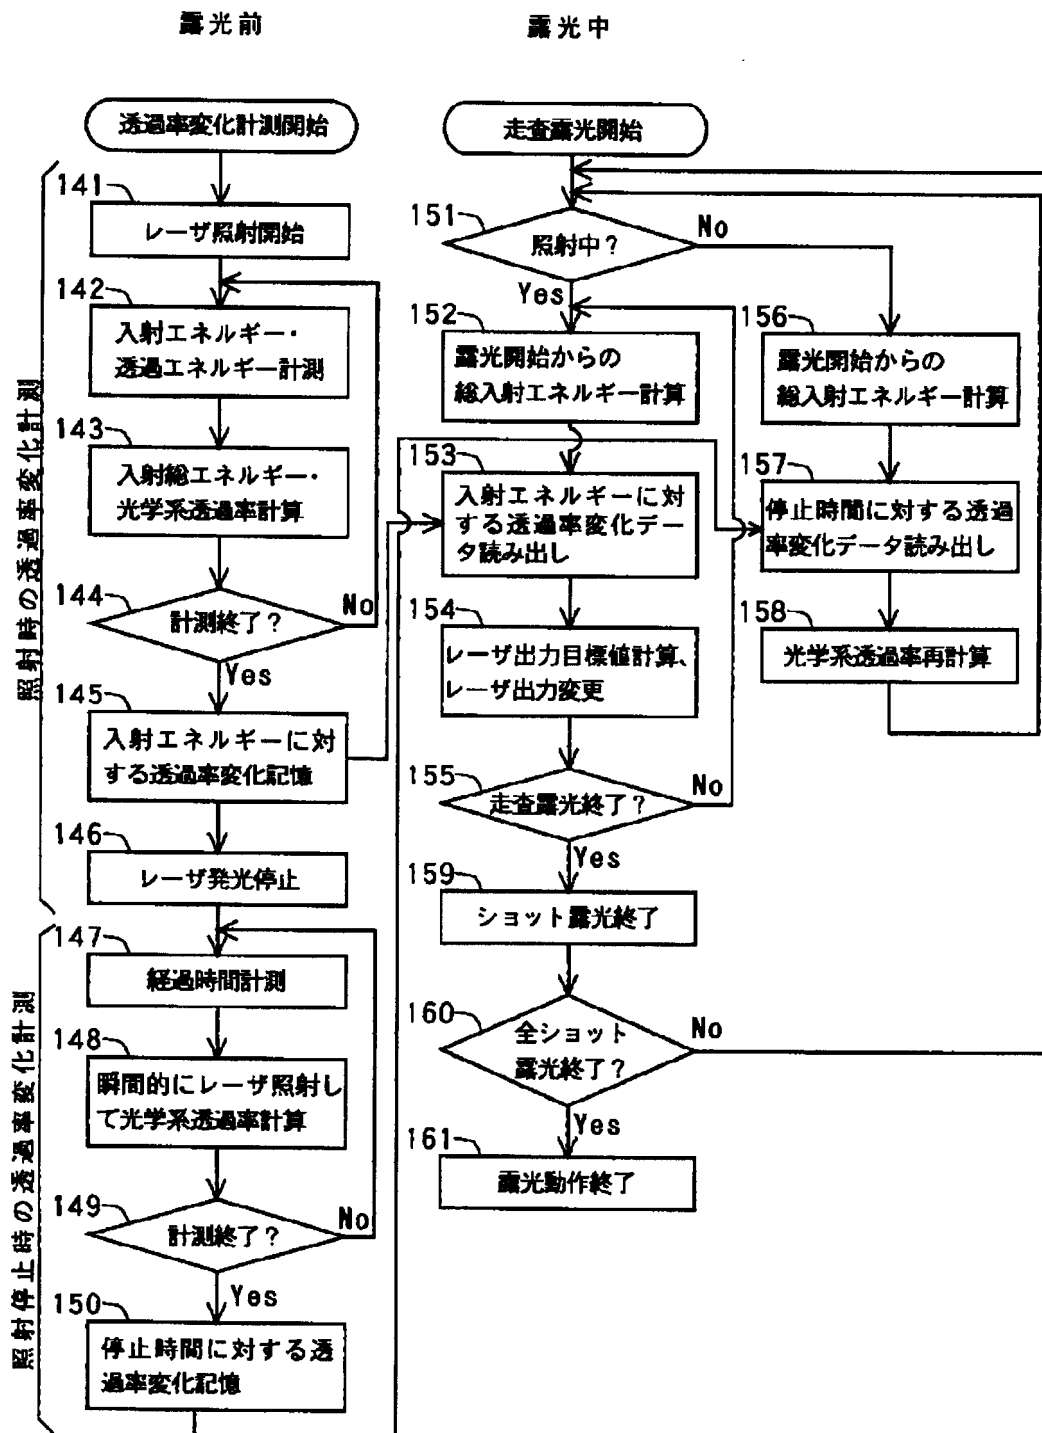 露光前
透過率変化計測開始
照射時の透過率変化計測
141
レーザ照射開始
142
入射エネルギー・
透過エネルギー計測
143
入射総エネルギー・
光学系透過率計算
144
計測終了?
No
Yes
145
入射エネルギーに対
する透過率変化記憶
146
レーザ発光停止
照射停止時の透過率変化計測
147
経過時間計測
148
瞬間的にレーザ照射し
て光学系透過率計算
149
計測終了?
No
Yes
150
停止時間に対する透
過率変化記憶
露光中
走査露光開始
151
照射中?
No
Yes
152
露光開始からの
総入射エネルギー計算
153
入射エネルギーに対
する透過率変化デー
タ読み出し
154
レーザ出力目標値計算、
レーザ出力変更
155
走査露光終了?
No
Yes
156
露光開始からの
総入射エネルギー計算
157
停止時間に対する透過
率変化データ読み出し
158
光学系透過率再計算
159
ショット露光終了
160
全ショット
露光終了?
No
Yes
161
露光動作終了